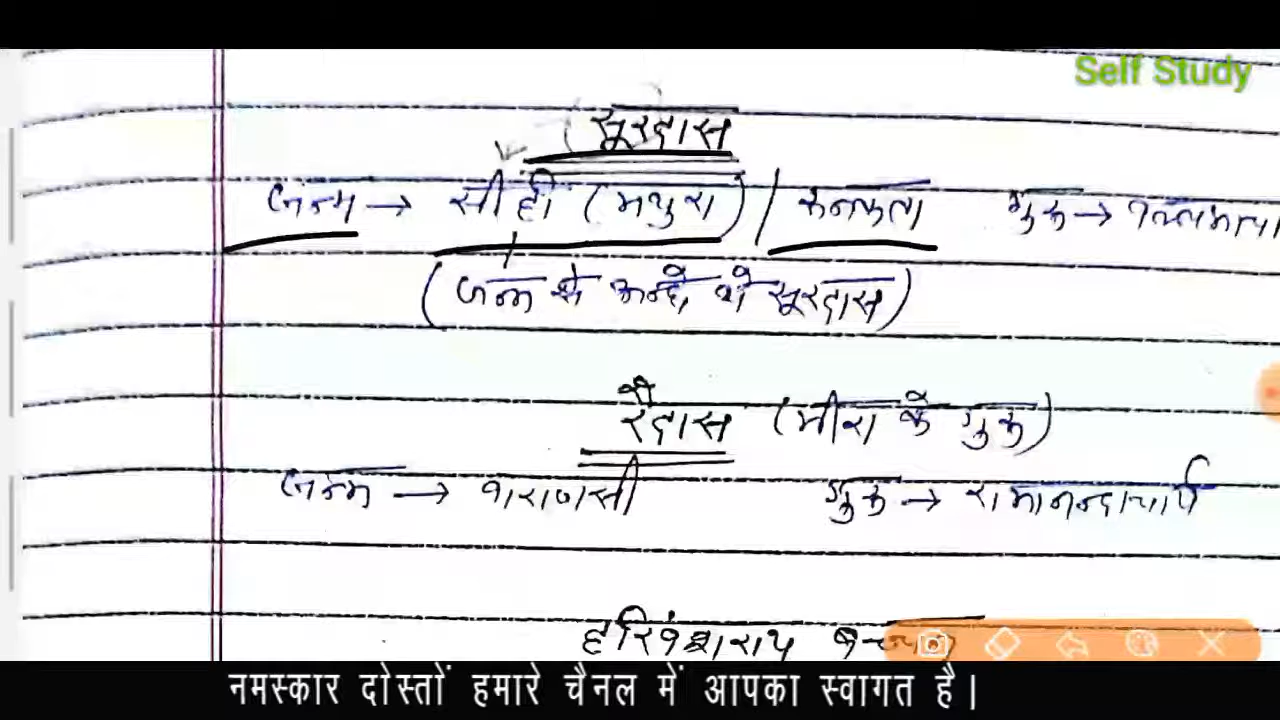 Self Study
सूरदास
जन्म → सीही (मथुरा) / रुनकता गुरु → वल्लभाचा
(जन्म से अन्धे थे सूरदास)
रैदास (मीरा के गुरु)
जन्म → वाराणसी गुरु → रामानन्दाचार्य
हरिवंशराय
नमस्कार दोस्तों हमारे चैनल में आपका स्वागत है।